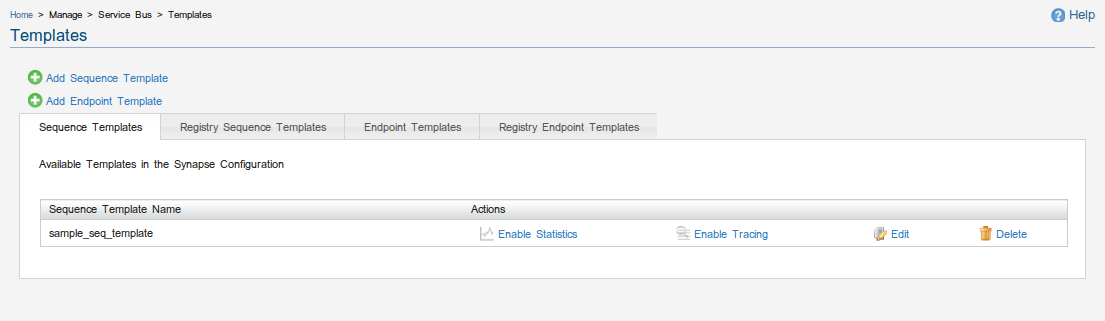 Home > Manage > Service Bus > Templates
Help
Templates
Add Sequence Template
Add Endpoint Template
Sequence Templates Registry Sequence Templates Endpoint Templates Registry Endpoint Templates
Available Templates in the Synapse Configuration
Sequence Template Name Actions
sample_seq_template Enable Statistics Enable Tracing Edit Delete